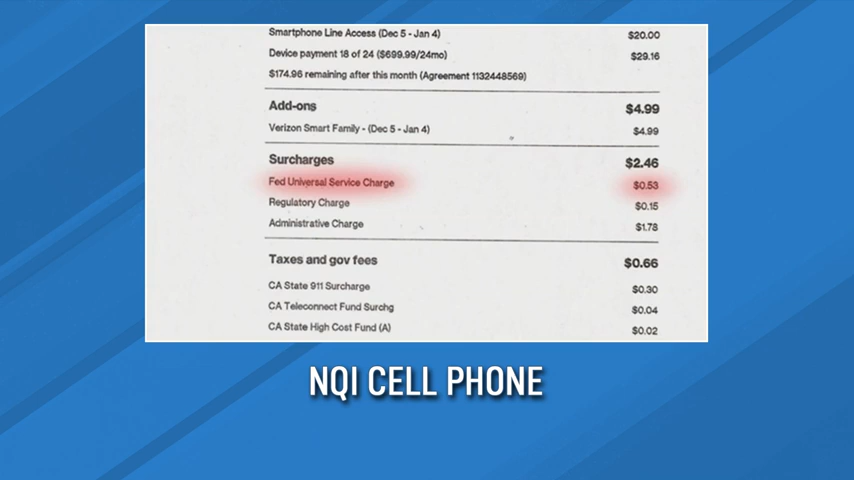 Smartphone Line Access (Dec 5 - Jan 4) $20.00
Device payment 18 of 24 ($699.99/24mo) $29.16
$174.96 remaining after this month (Agreement 1132448569)
Add-ons $4.99
Verizon Smart Family - (Dec 5 - Jan 4) $4.99
Surcharges $2.46
Fed Universal Service Charge $0.53
Regulatory Charge $0.15
Administrative Charge $1.78
Taxes and gov fees $0.66
CA State 911 Surcharge $0.30
CA Teleconnect Fund Surchg $0.04
CA State High Cost Fund (A) $0.02
NQI CELL PHONE